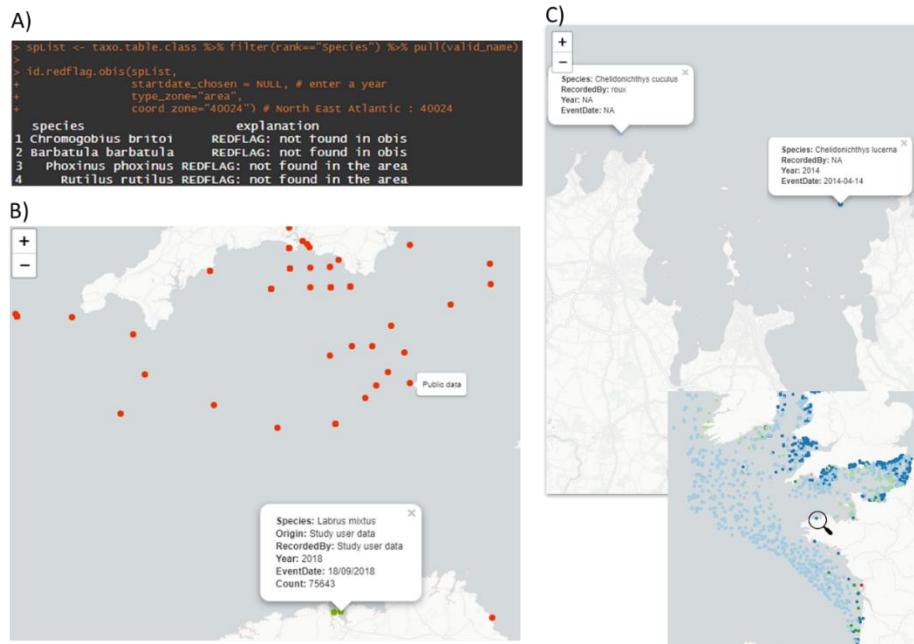 A)
> spList <- taxo.table.class %>% filter(rank=="Species") %>% pull(valid_name)
>
> id.redflag.obis(spList,
+ startdate_chosen = NULL, # enter a year
+ type_zone="area",
+ coord_zone="40024") # North East Atlantic : 40024
species explanation
1 Chromogobius britoi REDFLAG: not found in obis
2 Barbatula barbatula REDFLAG: not found in obis
3 Phoxinus phoxinus REDFLAG: not found in the area
4 Rutilus rutilus REDFLAG: not found in the area
B)
+
−
Public data
×
Species: Labrus mixtus
Origin: Study user data
RecordedBy: Study user data
Year: 2018
EventDate: 18/09/2018
Count: 75643
C)
+
−
×
Species: Chelidonichthys cuculus
RecordedBy: roux
Year: NA
EventDate: NA
×
Species: Chelidonichthys lucerna
RecordedBy: NA
Year: 2014
EventDate: 2014-04-14